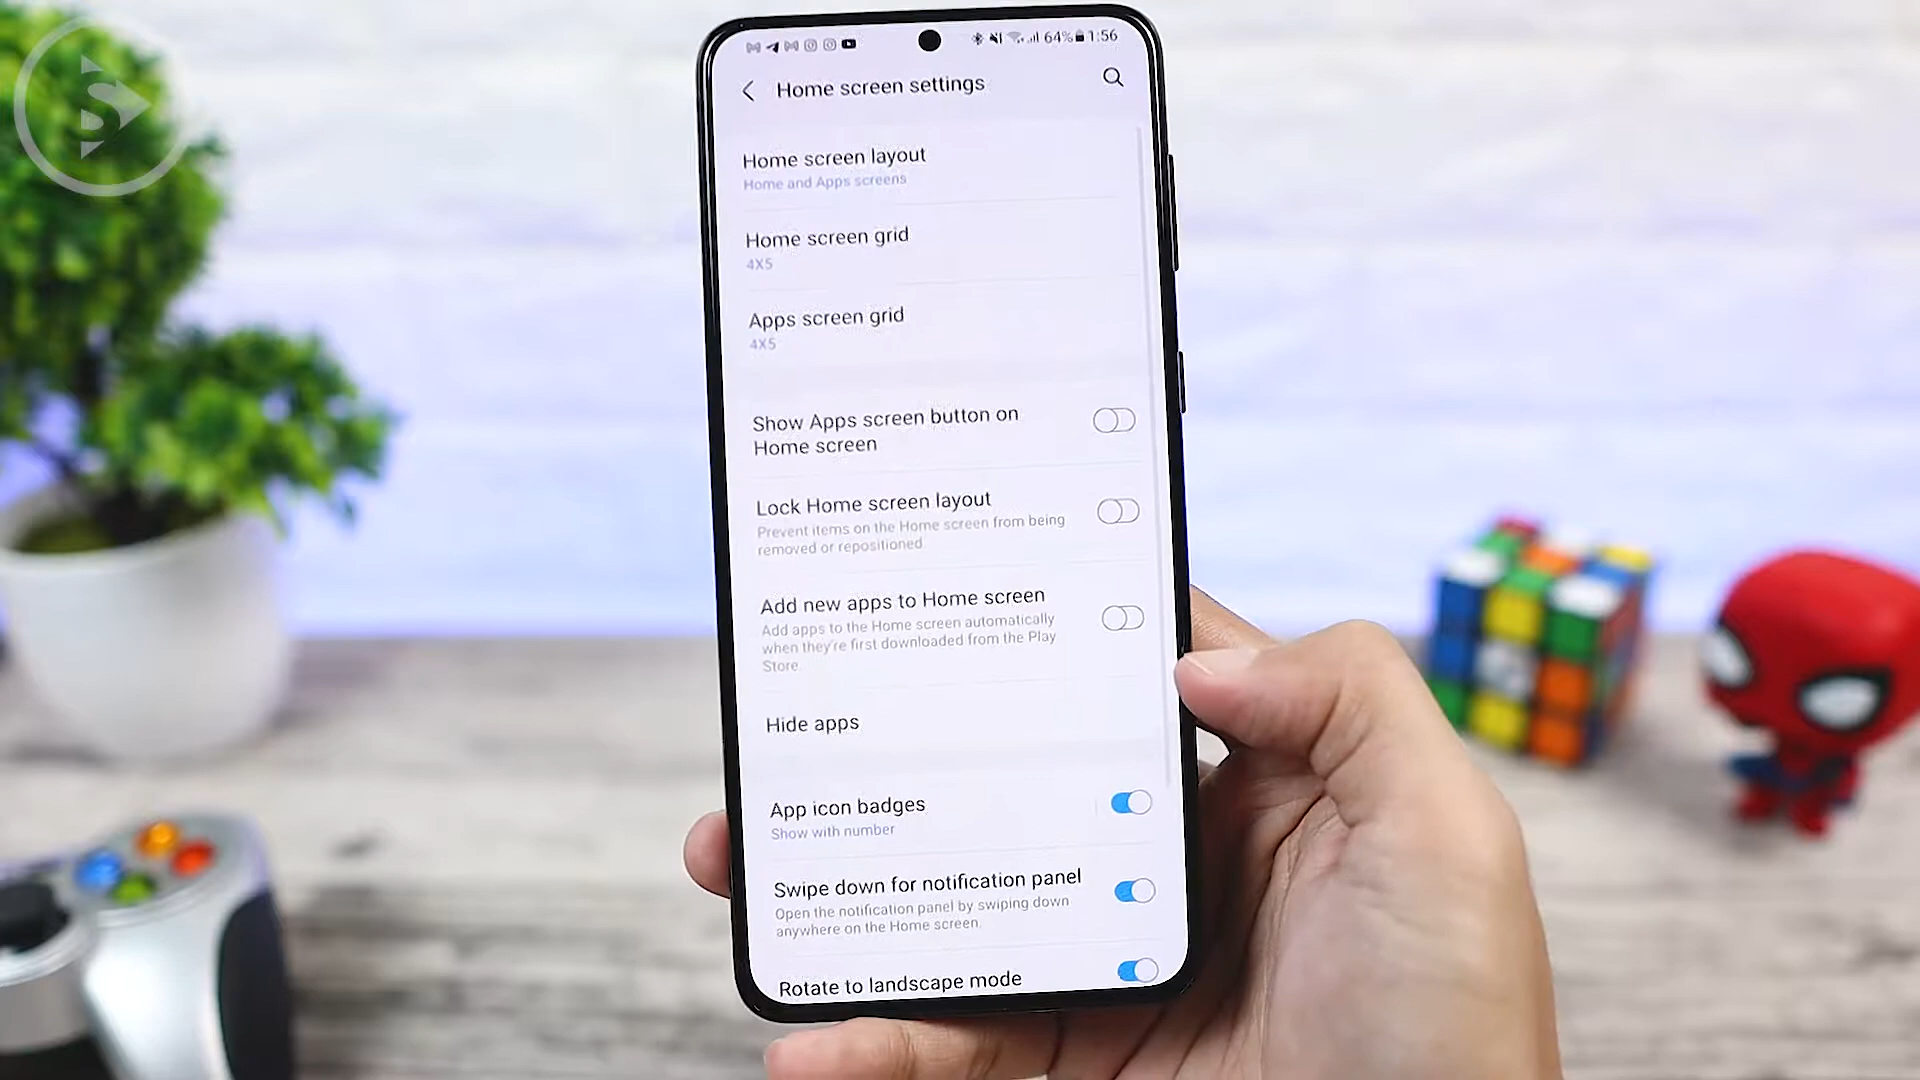 64% 1:56
Home screen settings
Home screen layout
Home and Apps screens
Home screen grid
4X5
Apps screen grid
4X5
Show Apps screen button on
Home screen
Lock Home screen layout
Prevent items on the Home screen from being
removed or repositioned.
Add new apps to Home screen
Add apps to the Home screen automatically
when they're first downloaded from the Play
Store.
Hide apps
App icon badges
Show with number
Swipe down for notification panel
Open the notification panel by swiping down
anywhere on the Home screen.
Rotate to landscape mode
S